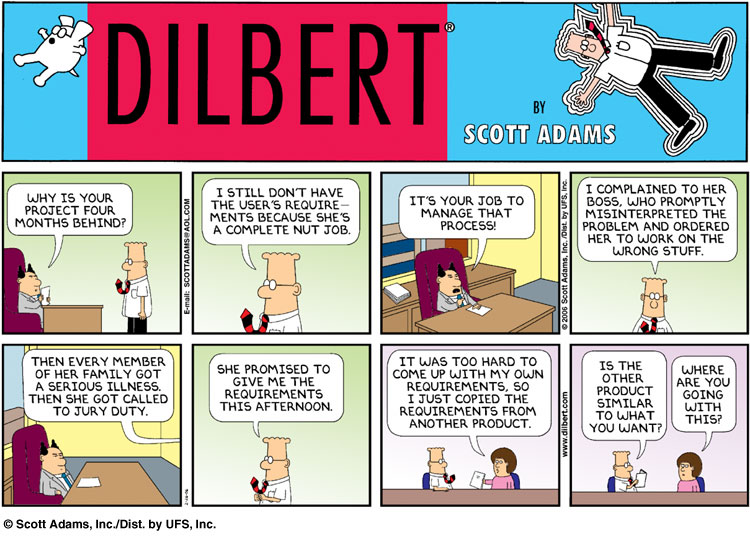 DILBERT®
BY
SCOTT ADAMS
WHY IS YOUR
PROJECT FOUR
MONTHS BEHIND?
E-mail: SCOTTADAMS@AOL.COM
I STILL DON'T HAVE
THE USER'S REQUIRE-
MENTS BECAUSE SHE'S
A COMPLETE NUT JOB.
IT'S YOUR JOB TO
MANAGE THAT
PROCESS!
© 2006 Scott Adams, Inc./Dist. by UFS, Inc.
I COMPLAINED TO HER
BOSS, WHO PROMPTLY
MISINTERPRETED THE
PROBLEM AND ORDERED
HER TO WORK ON THE
WRONG STUFF.
THEN EVERY MEMBER
OF HER FAMILY GOT
A SERIOUS ILLNESS.
THEN SHE GOT CALLED
TO JURY DUTY.
SHE PROMISED TO
GIVE ME THE
REQUIREMENTS
THIS AFTERNOON.
IT WAS TOO HARD TO
COME UP WITH MY OWN
REQUIREMENTS, SO
I JUST COPIED THE
REQUIREMENTS FROM
ANOTHER PRODUCT.
www.dilbert.com
IS THE
OTHER
PRODUCT
SIMILAR
TO WHAT
YOU WANT?
WHERE
ARE YOU
GOING
WITH
THIS?
© Scott Adams, Inc./Dist. by UFS, Inc.